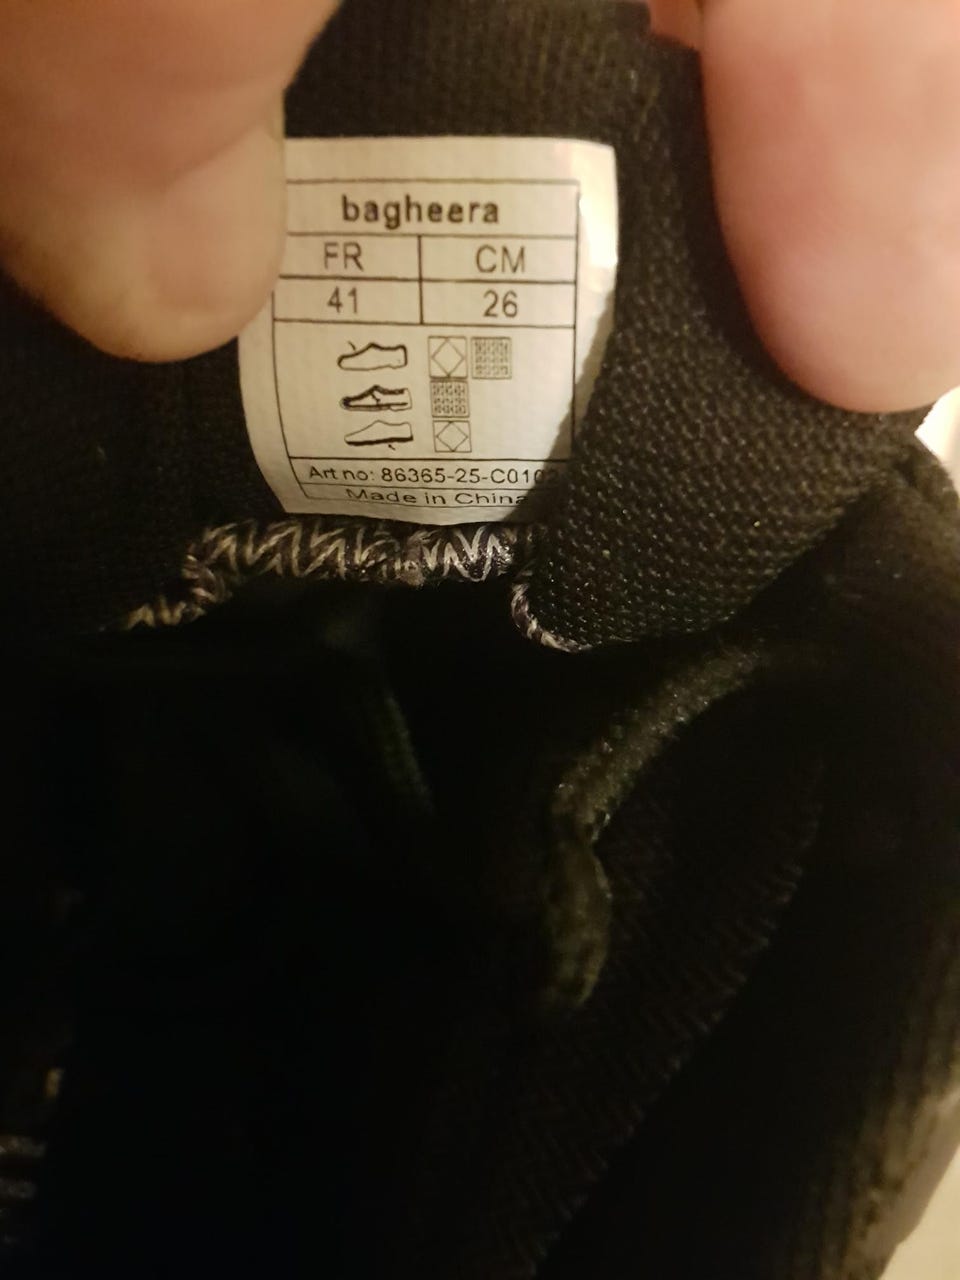 bagheera
FR CM
41 26
Art no: 86365-25-C010
Made in China